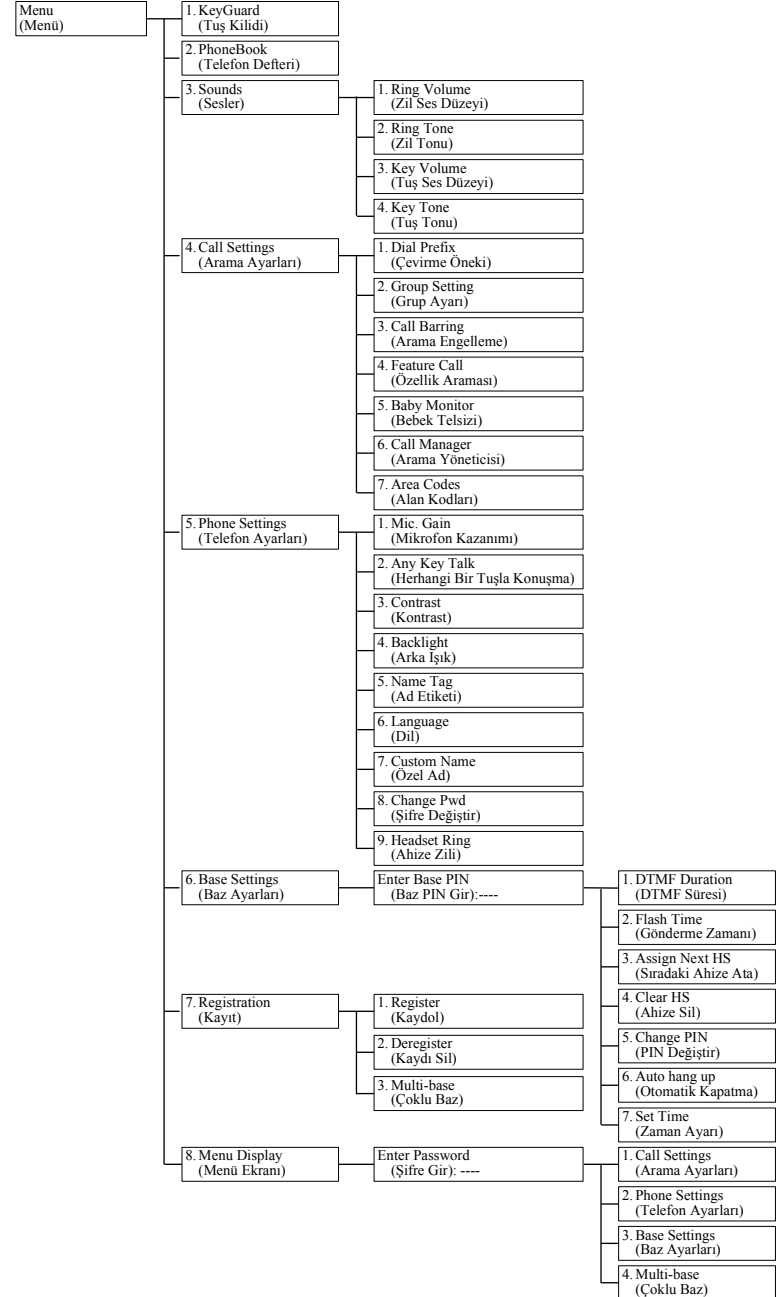 Menu
(Menü)
1. KeyGuard
(Tuş Kilidi)
2. PhoneBook
(Telefon Defteri)
3. Sounds
(Sesler)
1. Ring Volume
(Zil Ses Düzeyi)
2. Ring Tone
(Zil Tonu)
3. Key Volume
(Tuş Ses Düzeyi)
4. Key Tone
(Tuş Tonu)
4. Call Settings
(Arama Ayarları)
1. Dial Prefix
(Çevirme Öneki)
2. Group Setting
(Grup Ayarı)
3. Call Barring
(Arama Engelleme)
4. Feature Call
(Özellik Araması)
5. Baby Monitor
(Bebek Telsizi)
6. Call Manager
(Arama Yöneticisi)
7. Area Codes
(Alan Kodları)
5. Phone Settings
(Telefon Ayarları)
1. Mic. Gain
(Mikrofon Kazanımı)
2. Any Key Talk
(Herhangi Bir Tuşla Konuşma)
3. Contrast
(Kontrast)
4. Backlight
(Arka Işık)
5. Name Tag
(Ad Etiketi)
6. Language
(Dil)
7. Custom Name
(Özel Ad)
8. Change Pwd
(Şifre Değiştir)
9. Headset Ring
(Ahize Zili)
6. Base Settings
(Baz Ayarları)
Enter Base PIN
(Baz PIN Gir):----
1. DTMF Duration
(DTMF Süresi)
2. Flash Time
(Gönderme Zamanı)
3. Assign Next HS
(Sıradaki Ahize Ata)
4. Clear HS
(Ahize Sil)
5. Change PIN
(PIN Değiştir)
6. Auto hang up
(Otomatik Kapatma)
7. Set Time
(Zaman Ayarı)
7. Registration
(Kayıt)
1. Register
(Kaydol)
2. Deregister
(Kaydı Sil)
3. Multi-base
(Çoklu Baz)
8. Menu Display
(Menü Ekranı)
Enter Password
(Şifre Gir): ----
1. Call Settings
(Arama Ayarları)
2. Phone Settings
(Telefon Ayarları)
3. Base Settings
(Baz Ayarları)
4. Multi-base
(Çoklu Baz)